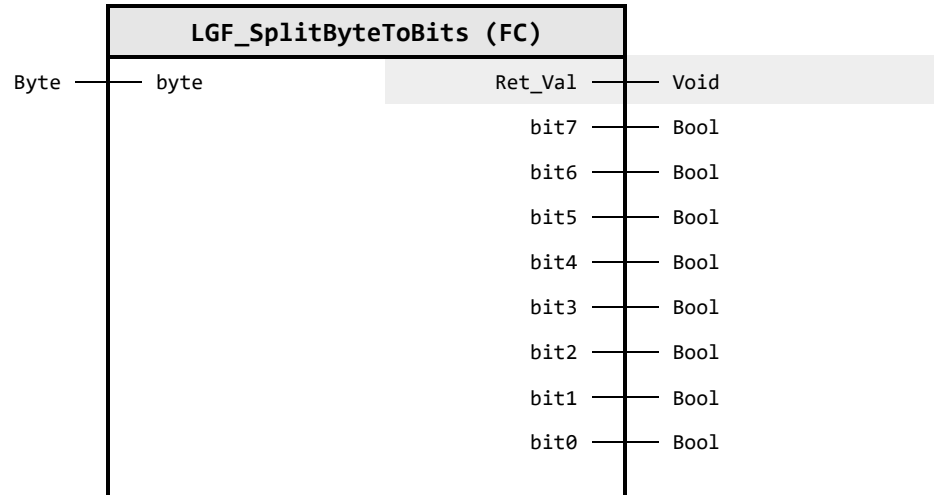 LGF_SplitByteToBits (FC)
Byte byte Ret_Val Void
bit7 Bool
bit6 Bool
bit5 Bool
bit4 Bool
bit3 Bool
bit2 Bool
bit1 Bool
bit0 Bool